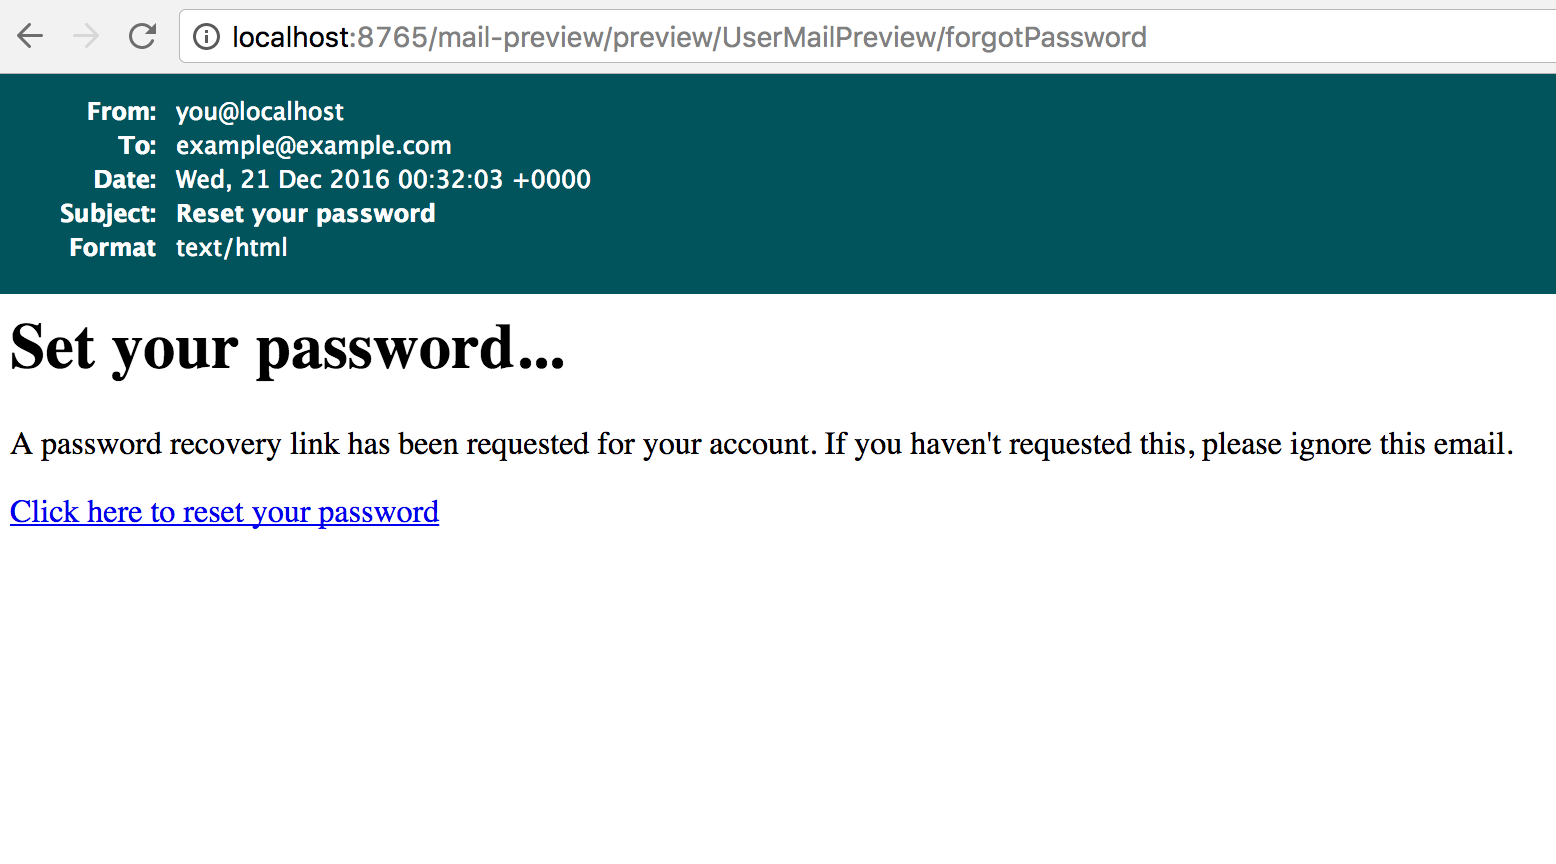 localhost:8765/mail-preview/preview/UserMailPreview/forgotPassword
From: you@localhost
To: example@example.com
Date: Wed, 21 Dec 2016 00:32:03 +0000
Subject: Reset your password
Format text/html
Set your password...
A password recovery link has been requested for your account. If you haven't requested this, please ignore this email.
Click here to reset your password